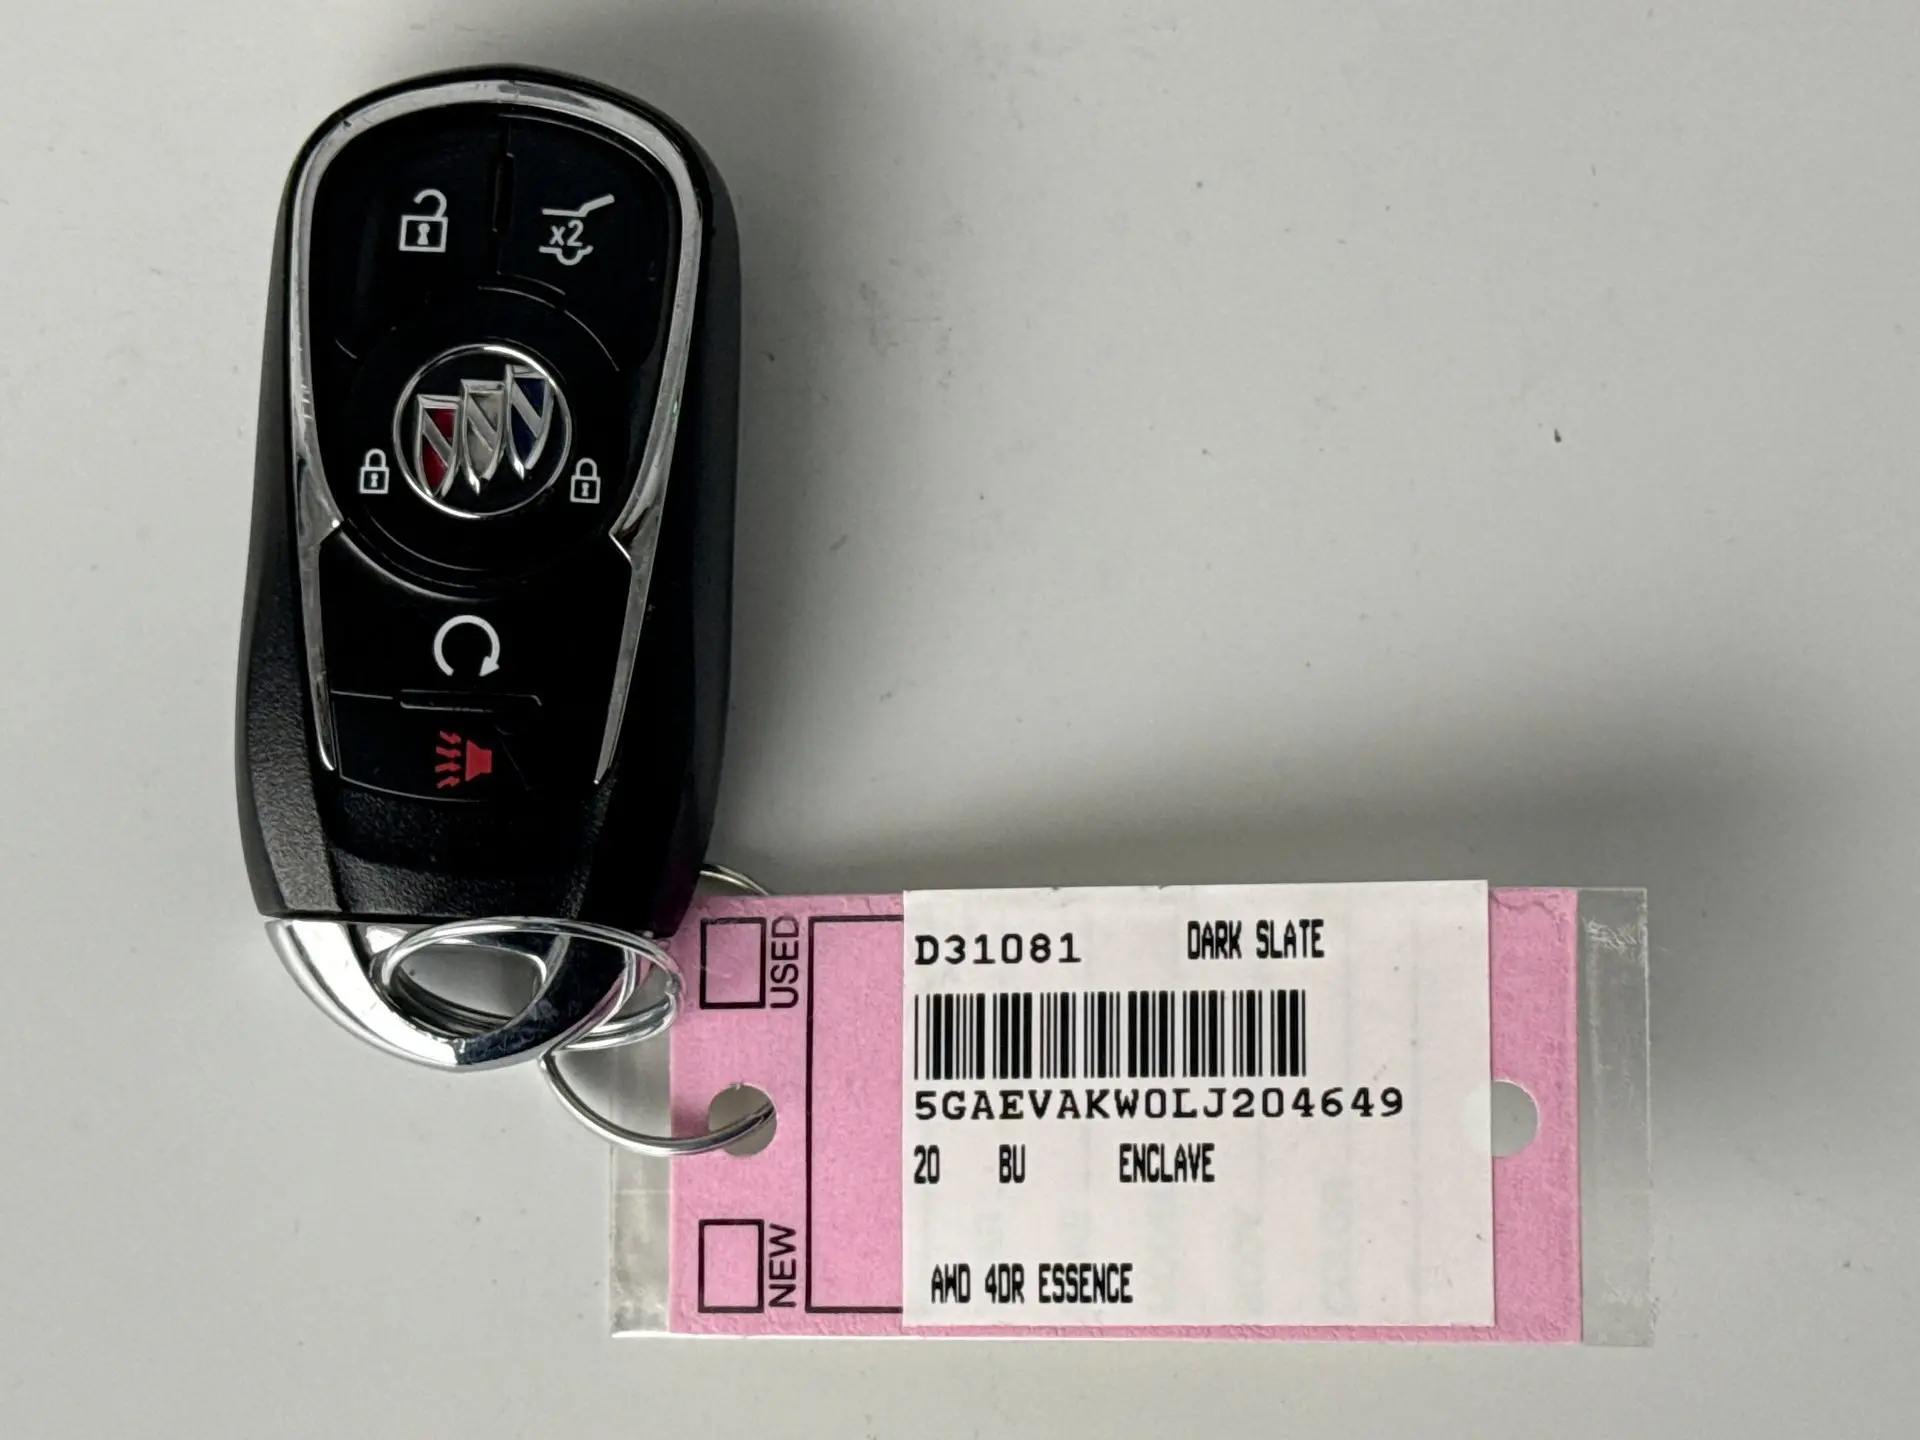 x2
USED
NEW
D31081 DARK SLATE
5GAEVAKW0LJ204649
20 BU ENCLAVE
AWD 4DR ESSENCE